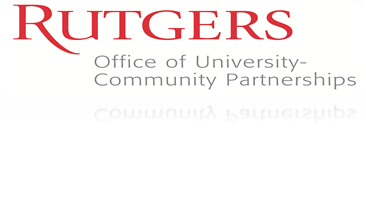 RUTGERS
Office of University-
Community Partnerships